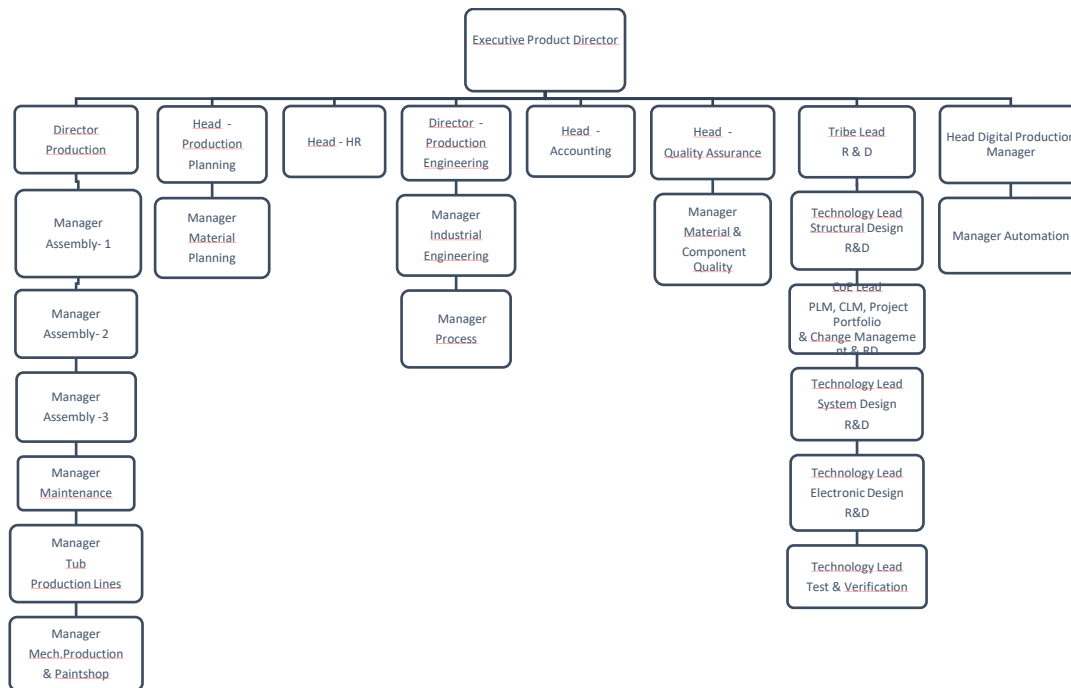 Executive Product Director
Director
Production
Head -
Production
Planning
Head - HR
Director -
Production
Engineering
Head -
Accounting
Head -
Quality Assurance
Tribe Lead
R & D
Head Digital Production
Manager
Manager
Assembly- 1
Manager
Material
Planning
Manager
Industrial
Engineering
Manager
Material &
Component
Quality
Technology Lead
Structural Design
R&D
Manager Automation
Manager
Assembly- 2
Manager
Process
CoE Lead
PLM, CLM, Project
Portfolio
& Change Manageme
nt & RD
Manager
Assembly -3
Technology Lead
System Design
R&D
Manager
Maintenance
Technology Lead
Electronic Design
R&D
Manager
Tub
Production Lines
Technology Lead
Test & Verification
Manager
Mech.Production
& Paintshop